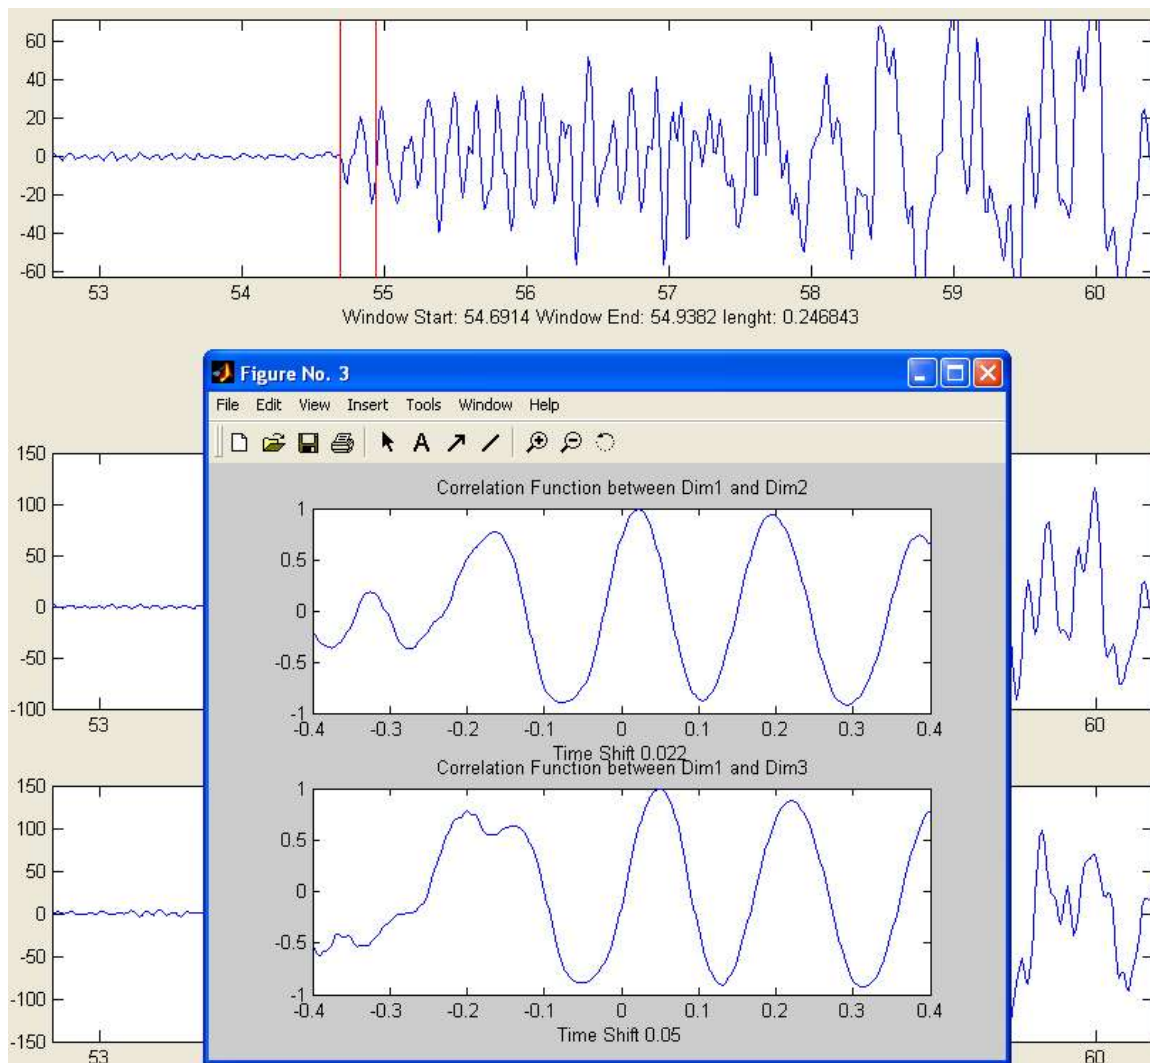 60
40
20
0
-20
-40
-60
53 54 55 56 57 58 59 60
Window Start: 54.6914 Window End: 54.9382 lenght: 0.246843
Figure No. 3
File Edit View Insert Tools Window Help
A
150
100
50
0
-50
-100
53 60
Correlation Function between Dim1 and Dim2
1
0.5
0
-0.5
-1
-0.4 -0.3 -0.2 -0.1 0 0.1 0.2 0.3 0.4
Time Shift 0.022
Correlation Function between Dim1 and Dim3
1
0.5
0
-0.5
-1
-0.4 -0.3 -0.2 -0.1 0 0.1 0.2 0.3 0.4
Time Shift 0.05
150
100
50
0
-50
-100
-150
53 60